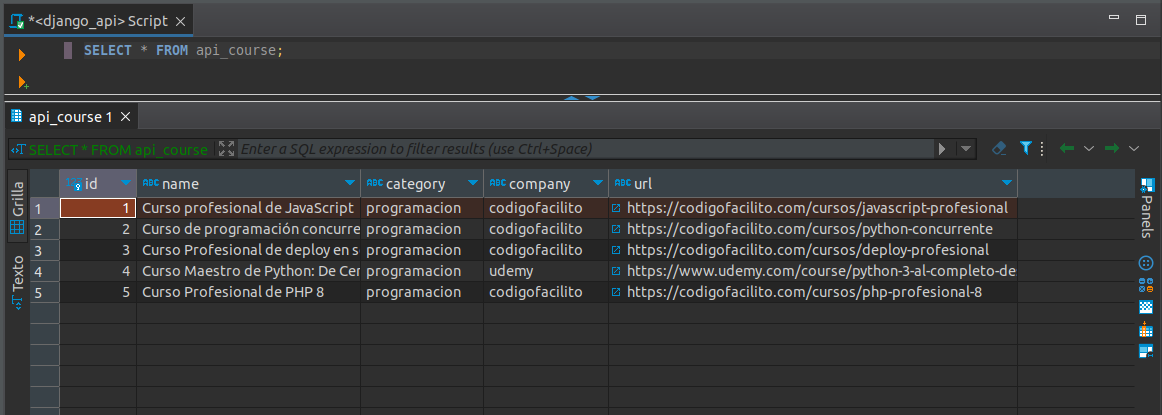 *<django_api> Script
SELECT * FROM api_course;
api_course 1
SELECT * FROM api_course Enter a SQL expression to filter results (use Ctrl+Space)
id ABC name ABC category ABC company ABC url
1 1 Curso profesional de JavaScript programacion codigofacilito https://codigofacilito.com/cursos/javascript-profesional
2 2 Curso de programación concurre programacion codigofacilito https://codigofacilito.com/cursos/python-concurrente
3 3 Curso Profesional de deploy en s programacion codigofacilito https://codigofacilito.com/cursos/deploy-profesional
4 4 Curso Maestro de Python: De Cer programacion udemy https://www.udemy.com/course/python-3-al-completo-de
5 5 Curso Profesional de PHP 8 programacion codigofacilito https://codigofacilito.com/cursos/php-profesional-8
Grilla
Texto
Panels